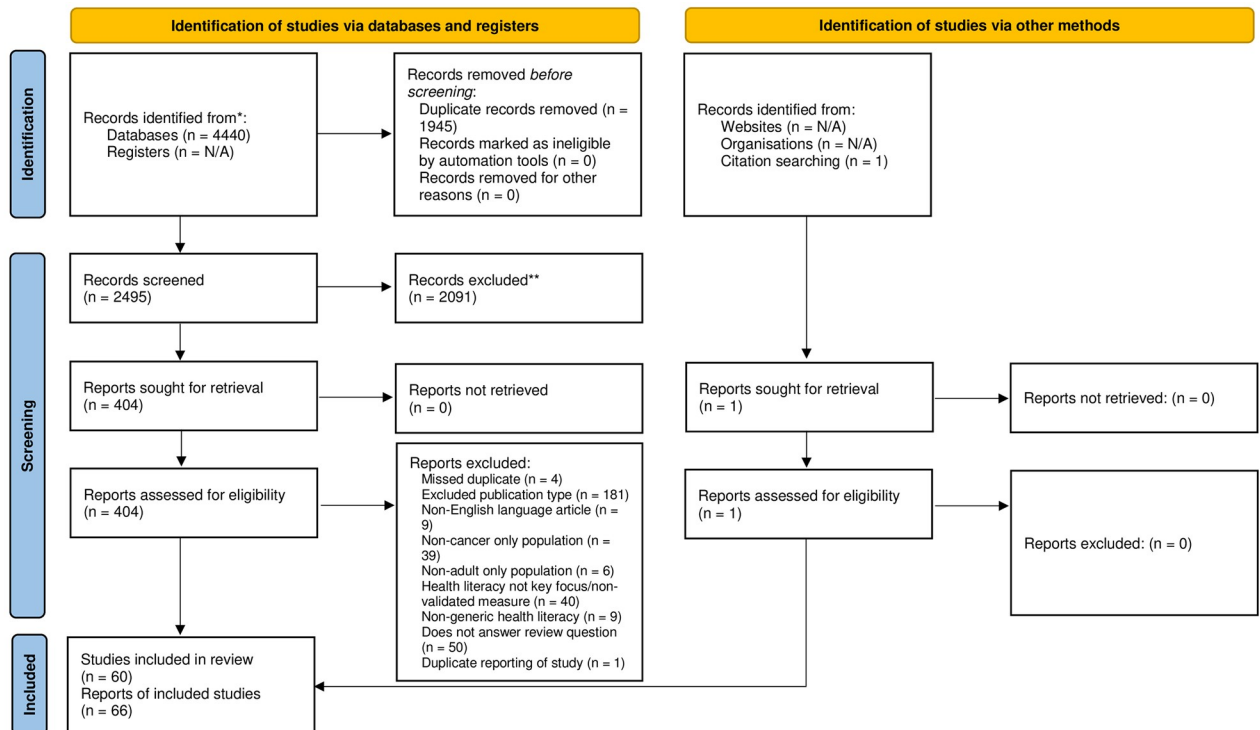 Identification of studies via databases and registers
Identification of studies via other methods
Identification
Records identified from*:
Databases (n = 4440)
Registers (n = N/A)
Records removed before
screening:
Duplicate records removed (n =
1945)
Records marked as ineligible
by automation tools (n = 0)
Records removed for other
reasons (n = 0)
Records identified from:
Websites (n = N/A)
Organisations (n = N/A)
Citation searching (n = 1)
Screening
Records screened
(n = 2495)
Records excluded**
(n = 2091)
Reports sought for retrieval
(n = 404)
Reports not retrieved
(n = 0)
Reports sought for retrieval
(n = 1)
Reports not retrieved: (n = 0)
Reports assessed for eligibility
(n = 404)
Reports excluded:
Missed duplicate (n = 4)
Excluded publication type (n = 181)
Non-English language article (n =
9)
Non-cancer only population (n =
39)
Non-adult only population (n = 6)
Health literacy not key focus/non-
validated measure (n = 40)
Non-generic health literacy (n = 9)
Does not answer review question
(n = 50)
Duplicate reporting of study (n = 1)
Reports assessed for eligibility
(n = 1)
Reports excluded: (n = 0)
Included
Studies included in review
(n = 60)
Reports of included studies
(n = 66)